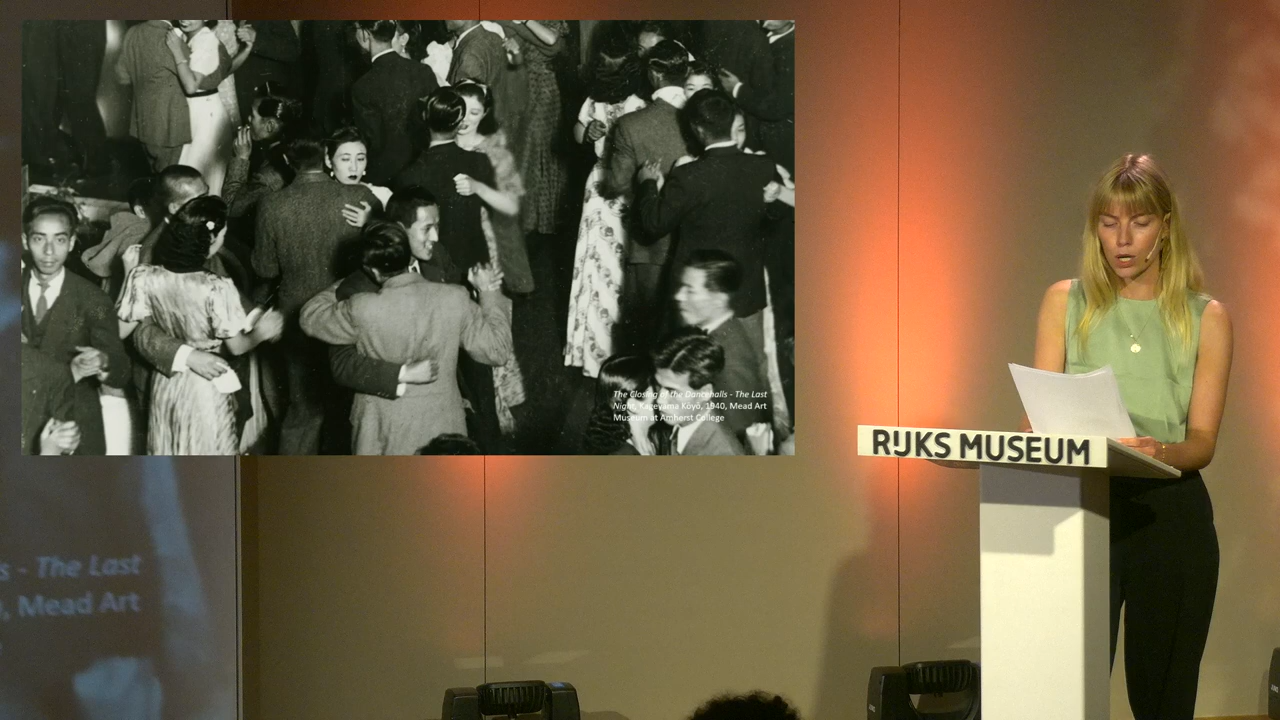 The Closing of the Dancehalls - The Last
Night, Kageyama Kōyō, 1940, Mead Art
Museum at Amherst College
RIJKS MUSEUM
s - The Last
, Mead Art